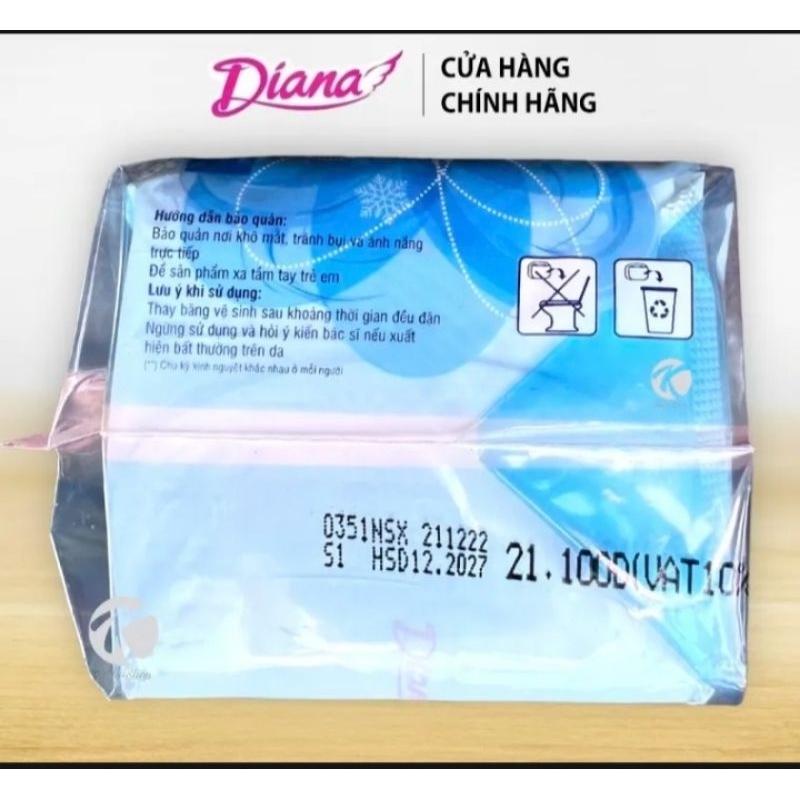 Diana
CỬA HÀNG
CHÍNH HÃNG
Hướng dẫn bảo quản:
Bảo quản nơi khô mát, tránh bụi và ánh nắng
trực tiếp
Để sản phẩm xa tầm tay trẻ em
Lưu ý khi sử dụng:
Thay băng vệ sinh sau khoảng thời gian đều đặn
Ngưng sử dụng và hỏi ý kiến bác sĩ nếu xuất
hiện bất thường trên da
(**) Chu kỳ kinh nguyệt khác nhau ở mỗi người
0351NSX 211222
S1 HSD12.2027
21.100D(VAT10%
Diana